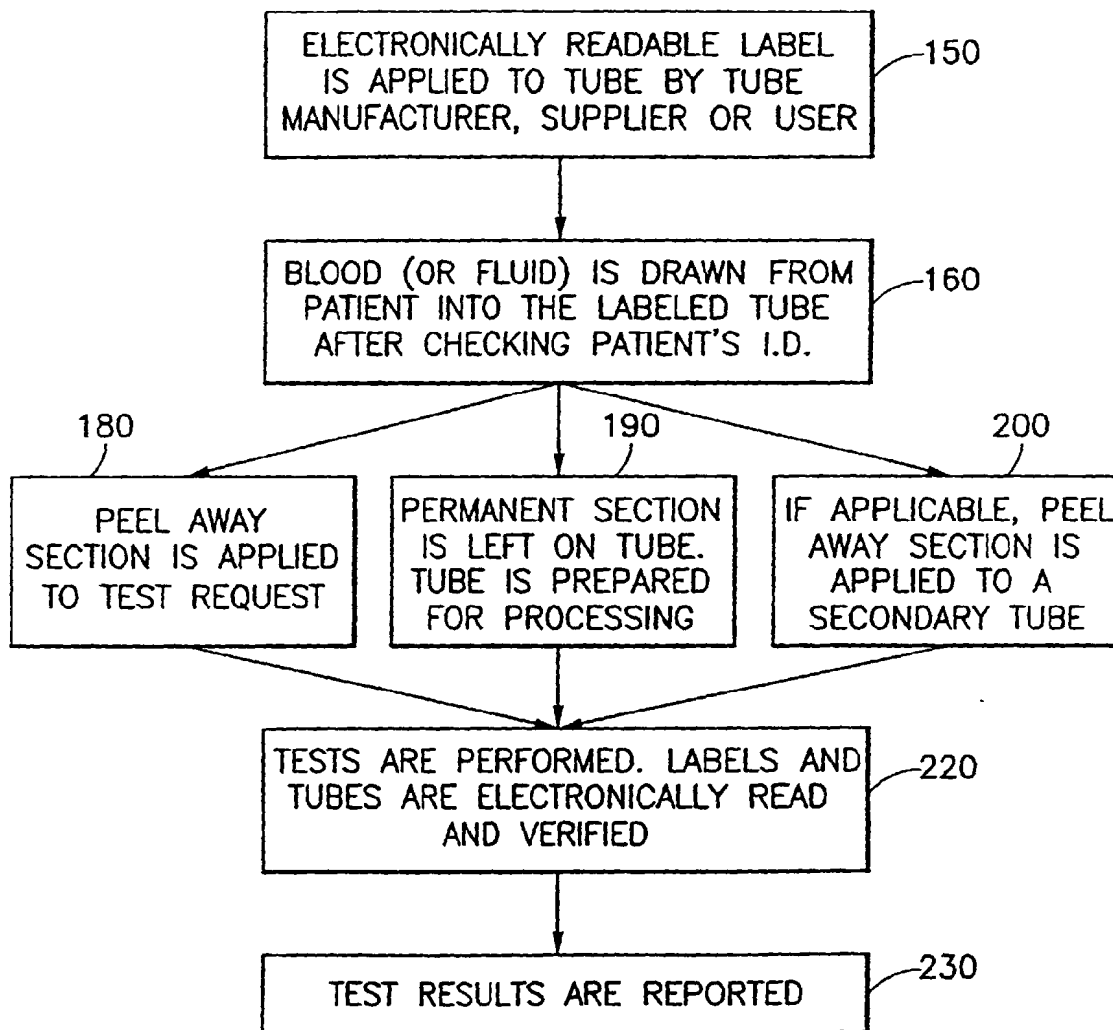 ELECTRONICALLY READABLE LABEL
IS APPLIED TO TUBE BY TUBE
MANUFACTURER, SUPPLIER OR USER
150
BLOOD (OR FLUID) IS DRAWN FROM
PATIENT INTO THE LABELED TUBE
AFTER CHECKING PATIENT'S I.D.
160
180
PEEL AWAY
SECTION IS APPLIED
TO TEST REQUEST
190
PERMANENT SECTION
IS LEFT ON TUBE.
TUBE IS PREPARED
FOR PROCESSING
200
IF APPLICABLE, PEEL
AWAY SECTION IS
APPLIED TO A
SECONDARY TUBE
TESTS ARE PERFORMED. LABELS AND
TUBES ARE ELECTRONICALLY READ
AND VERIFIED
220
TEST RESULTS ARE REPORTED
230